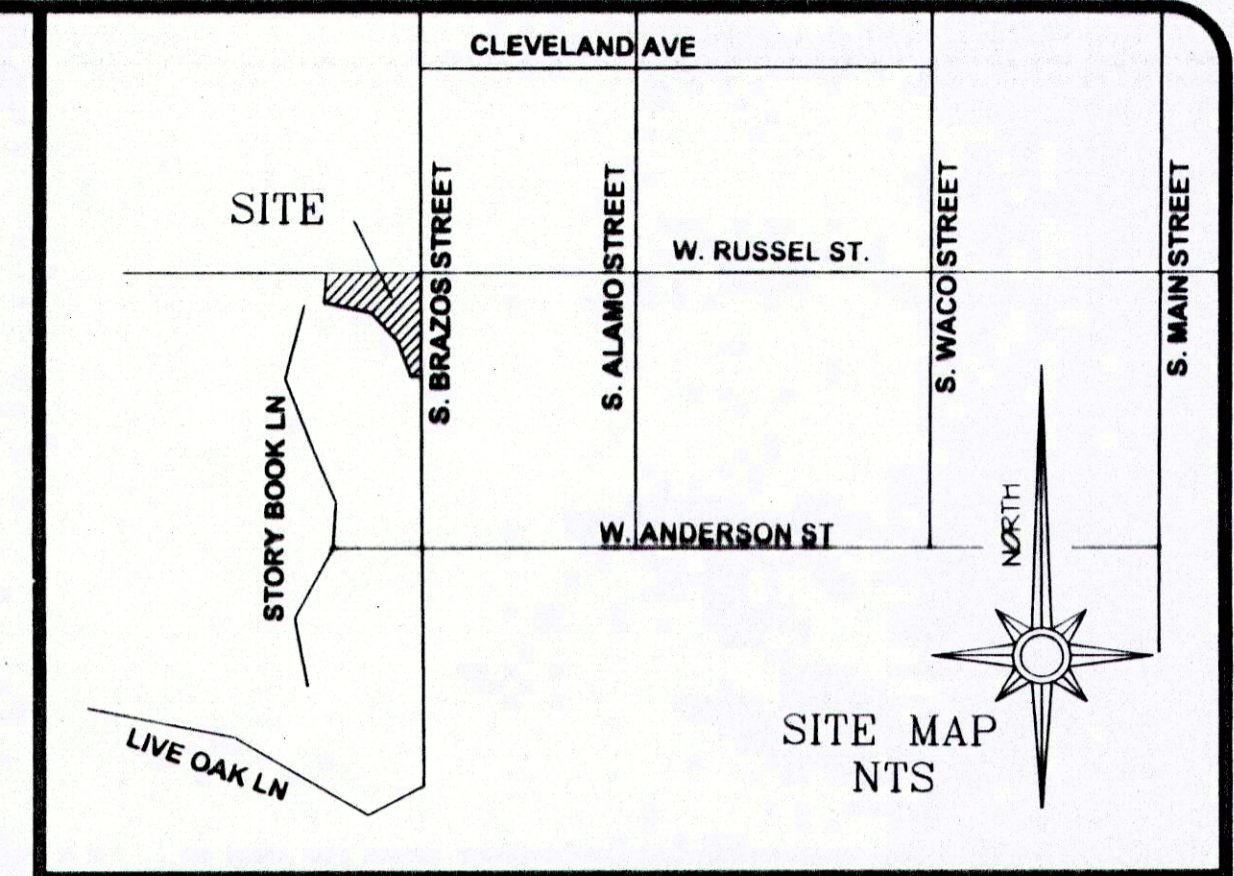 CLEVELAND AVE
SITE
S. BRAZOS STREET
S. ALAMO STREET
W. RUSSEL ST.
S. WACO STREET
S. MAIN STREET
STORY BOOK LN
W. ANDERSON ST
NORTH
LIVE OAK LN
SITE MAP
NTS